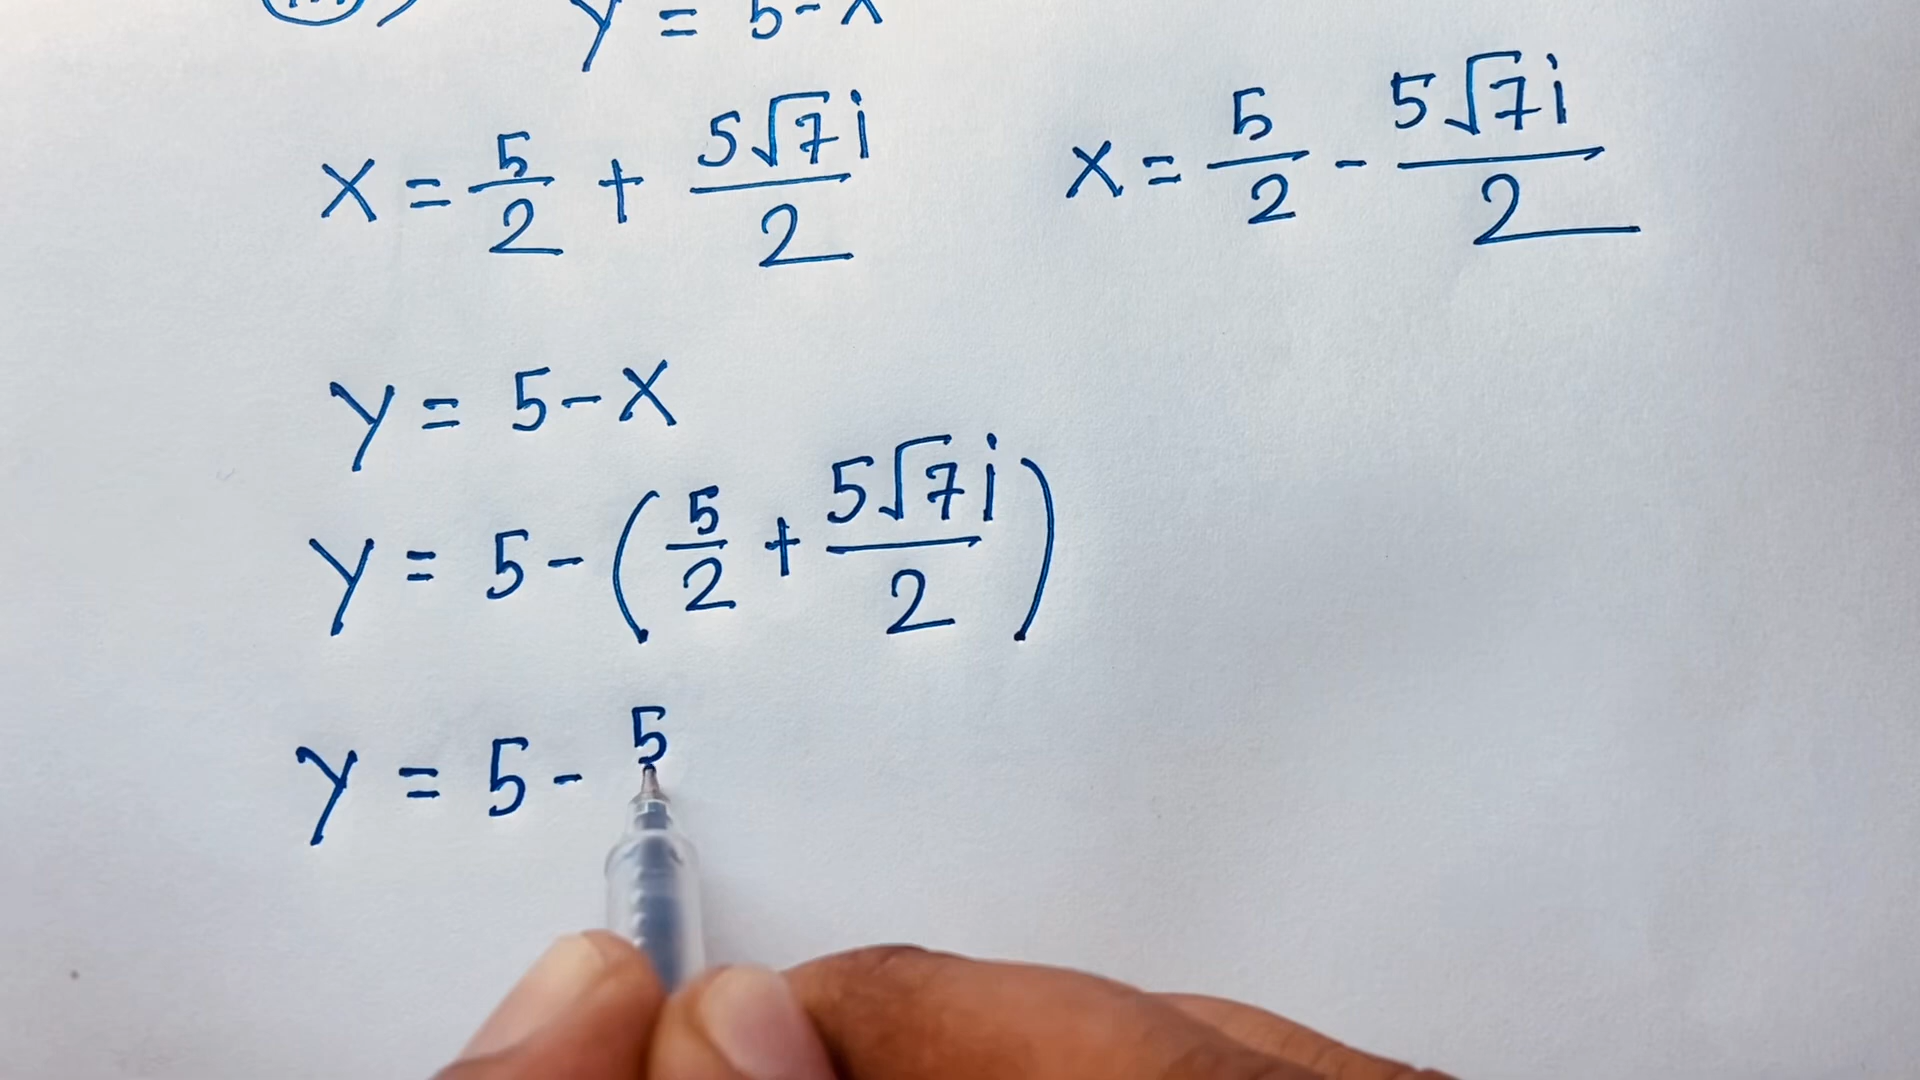 y = 5 - x
x = 5/2 + 5√7i/2    x = 5/2 - 5√7i/2
y = 5 - x
y = 5 - (5/2 + 5√7i/2)
y = 5 - 5